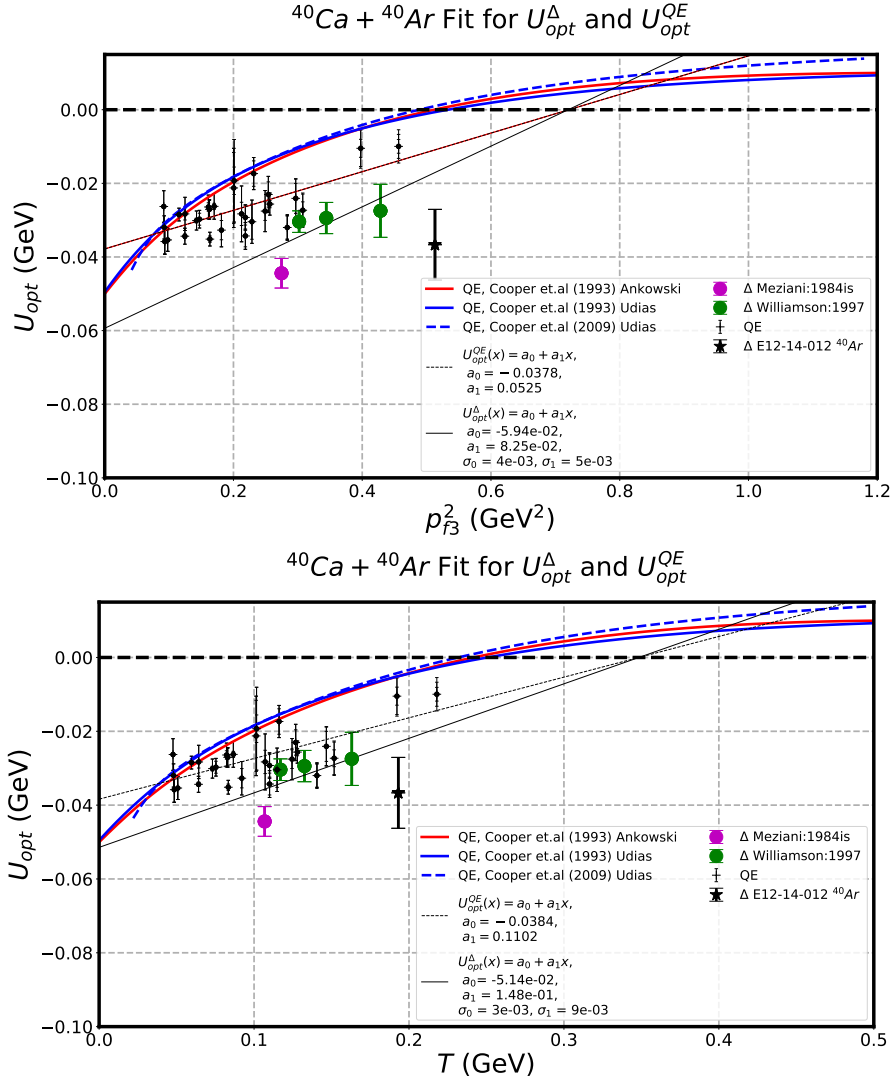 ⁴⁰Ca + ⁴⁰Ar Fit for U^Δ_opt and U^QE_opt
0.00
−0.02
−0.04
−0.06
−0.08
−0.10
U_opt (GeV)
QE, Cooper et.al (1993) Ankowski
QE, Cooper et.al (1993) Udias
QE, Cooper et.al (2009) Udias
U^QE_opt(x) = a₀ + a₁x,
a₀ = −0.0378,
a₁ = 0.0525
U^Δ_opt(x) = a₀ + a₁x,
a₀= -5.94e-02,
a₁ = 8.25e-02,
σ₀ = 4e-03, σ₁ = 5e-03
Δ Meziani:1984is
Δ Williamson:1997
QE
Δ E12-14-012 ⁴⁰Ar
0.0 0.2 0.4 0.6 0.8 1.0 1.2
p²_f3 (GeV²)
⁴⁰Ca + ⁴⁰Ar Fit for U^Δ_opt and U^QE_opt
0.00
−0.02
−0.04
−0.06
−0.08
−0.10
U_opt (GeV)
QE, Cooper et.al (1993) Ankowski
QE, Cooper et.al (1993) Udias
QE, Cooper et.al (2009) Udias
U^QE_opt(x) = a₀ + a₁x,
a₀ = −0.0384,
a₁ = 0.1102
U^Δ_opt(x) = a₀ + a₁x,
a₀= -5.14e-02,
a₁ = 1.48e-01,
σ₀ = 3e-03, σ₁ = 9e-03
Δ Meziani:1984is
Δ Williamson:1997
QE
Δ E12-14-012 ⁴⁰Ar
0.0 0.1 0.2 0.3 0.4 0.5
T (GeV)